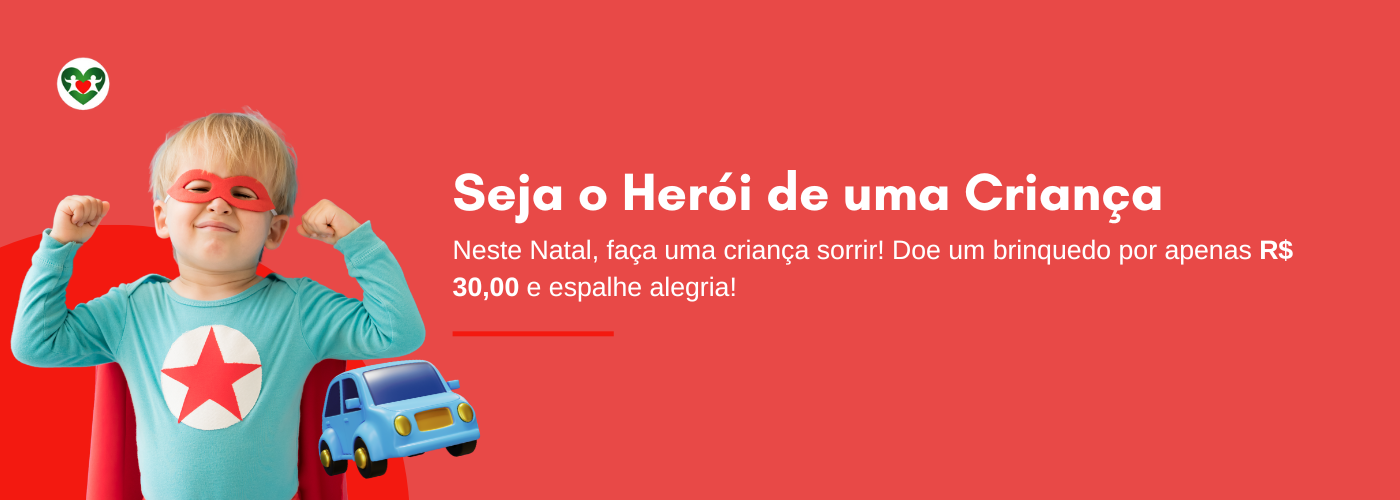 Seja o Herói de uma Criança
Neste Natal, faça uma criança sorrir! Doe um brinquedo por apenas R$
30,00 e espalhe alegria!